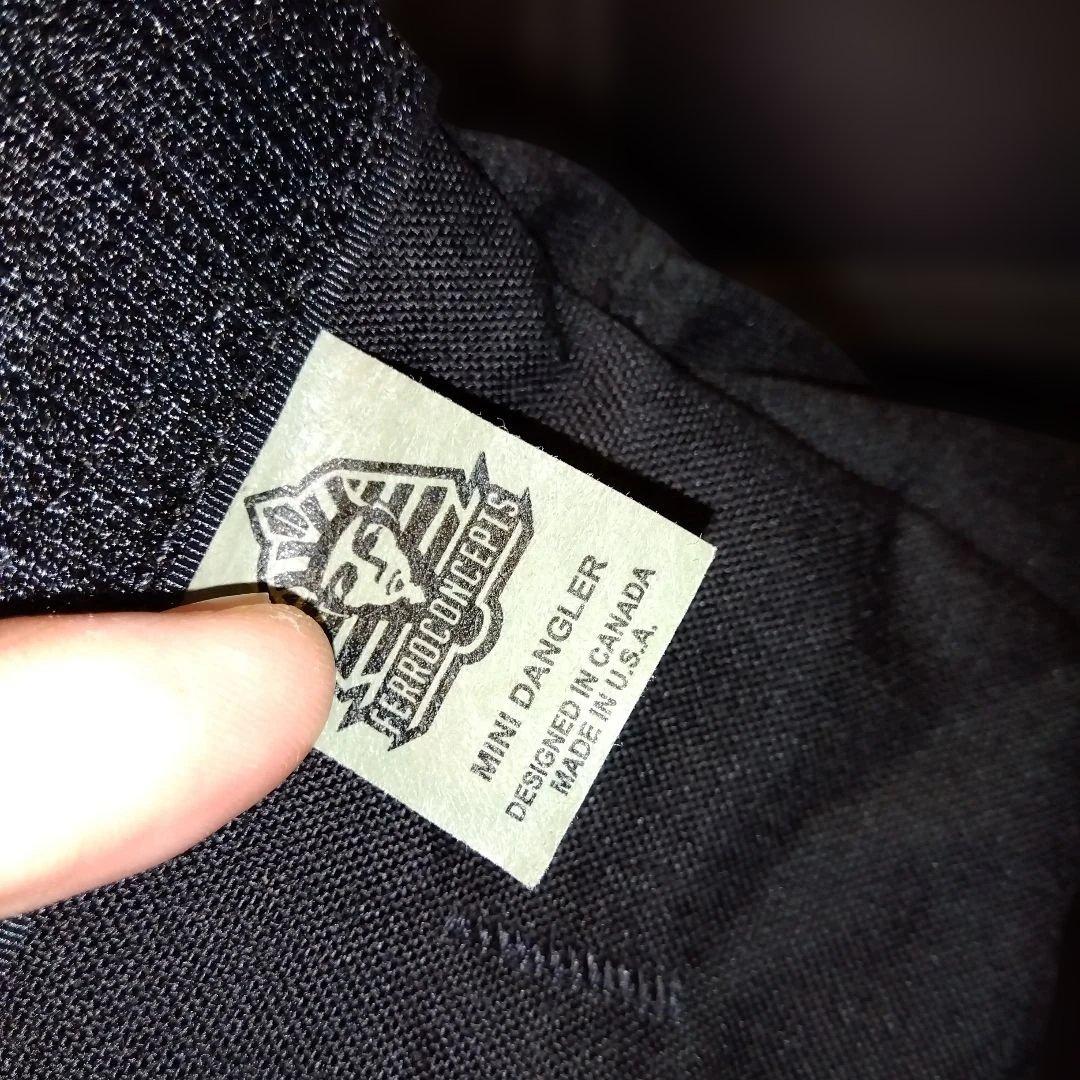 FERROCONCEPTS
MINI DANGLER
DESIGNED IN CANADA
MADE IN U.S.A.